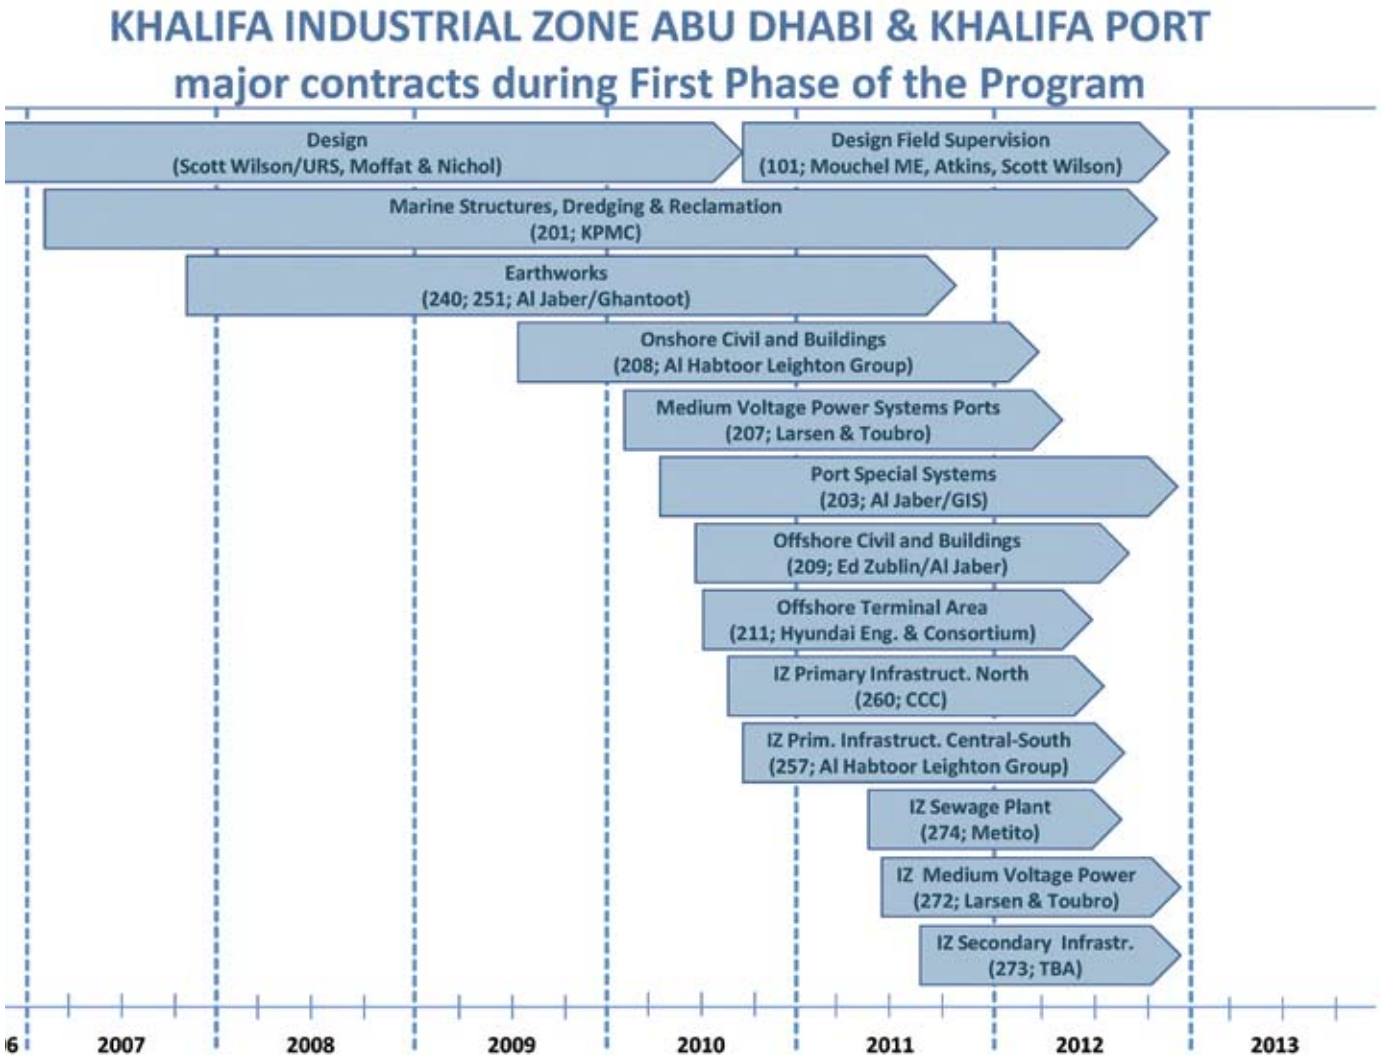 KHALIFA INDUSTRIAL ZONE ABU DHABI & KHALIFA PORT
major contracts during First Phase of the Program
Design
(Scott Wilson/URS, Moffat & Nichol)
Design Field Supervision
(101; Mouchel ME, Atkins, Scott Wilson)
Marine Structures, Dredging & Reclamation
(201; KPMC)
Earthworks
(240; 251; Al Jaber/Ghantoot)
Onshore Civil and Buildings
(208; Al Habtoor Leighton Group)
Medium Voltage Power Systems Ports
(207; Larsen & Toubro)
Port Special Systems
(203; Al Jaber/GIS)
Offshore Civil and Buildings
(209; Ed Zublin/Al Jaber)
Offshore Terminal Area
(211; Hyundai Eng. & Consortium)
IZ Primary Infrastruct. North
(260; CCC)
IZ Prim. Infrastruct. Central-South
(257; Al Habtoor Leighton Group)
IZ Sewage Plant
(274; Metito)
IZ Medium Voltage Power
(272; Larsen & Toubro)
IZ Secondary Infrastr.
(273; TBA)
6 2007 2008 2009 2010 2011 2012 2013